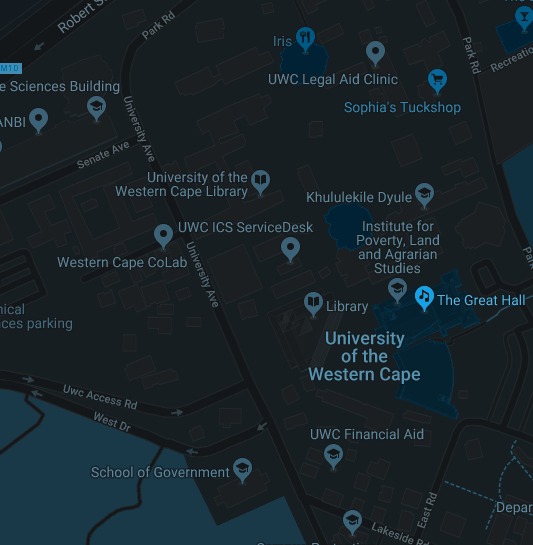 Robert S
Park Rd
Iris
UWC Legal Aid Clinic
Park Rd
Recreatio
M10
e Sciences Building
Sophia's Tuckshop
ANBI
University Ave
Senate Ave
University of the
Western Cape Library
Khululekile Dyule
UWC ICS ServiceDesk
Institute for
Poverty, Land
and Agrarian
Studies
Western Cape CoLab
University Ave
Park
Library
The Great Hall
nical
ces parking
University
of the
Western Cape
Uwc Access Rd
West Dr
UWC Financial Aid
School of Government
East Rd
Depar
Lakeside Rd